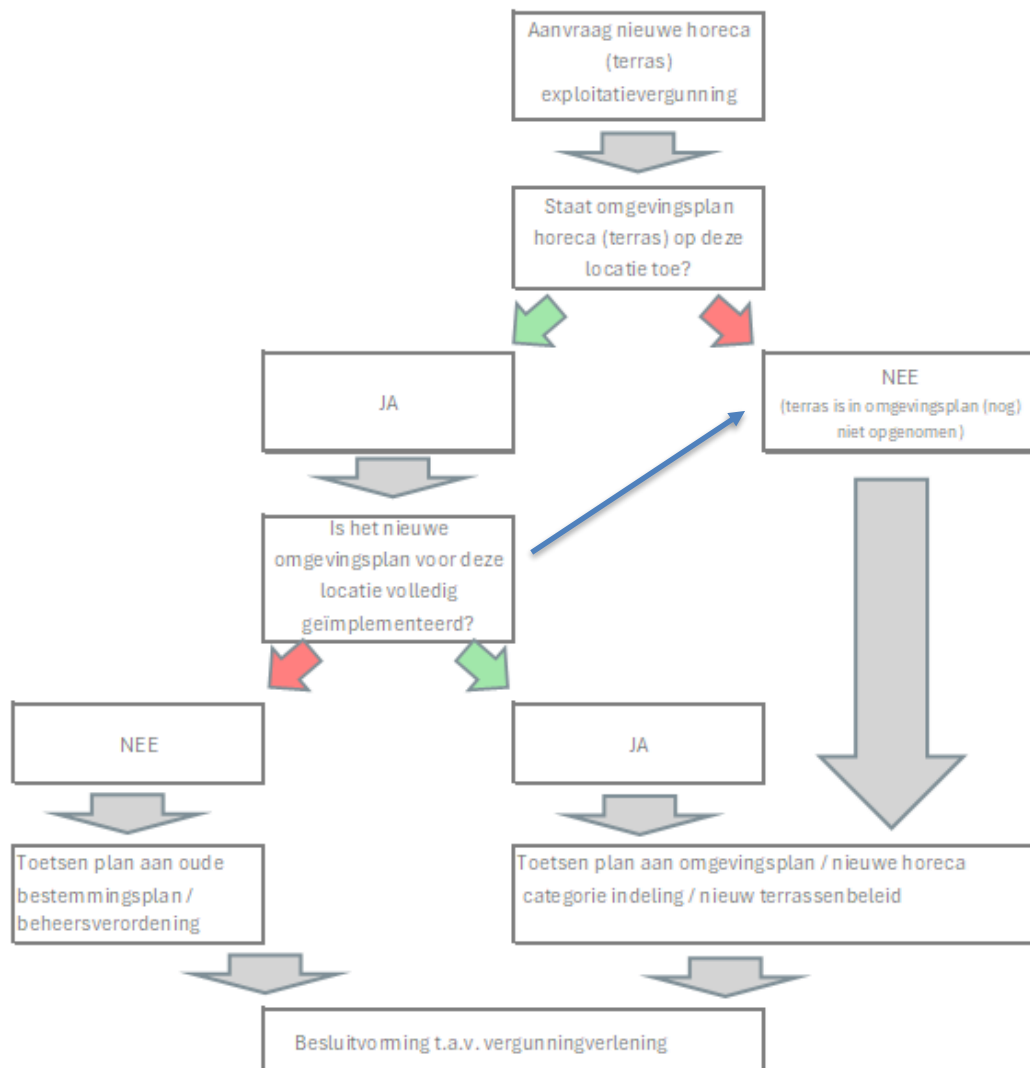 Aanvraag nieuwe horeca
(terras)
exploitatievergunning
Staat omgevingsplan
horeca (terras) op deze
locatie toe?
JA
NEE
(terras is in omgevingsplan (nog)
niet opgenomen)
Is het nieuwe
omgevingsplan voor deze
locatie volledig
geïmplementeerd?
NEE
JA
Toetsen plan aan oude
bestemmingsplan /
beheersverordening
Toetsen plan aan omgevingsplan / nieuwe horeca
categorie indeling / nieuw terrassenbeleid
Besluitvorming t.a.v. vergunningverlening